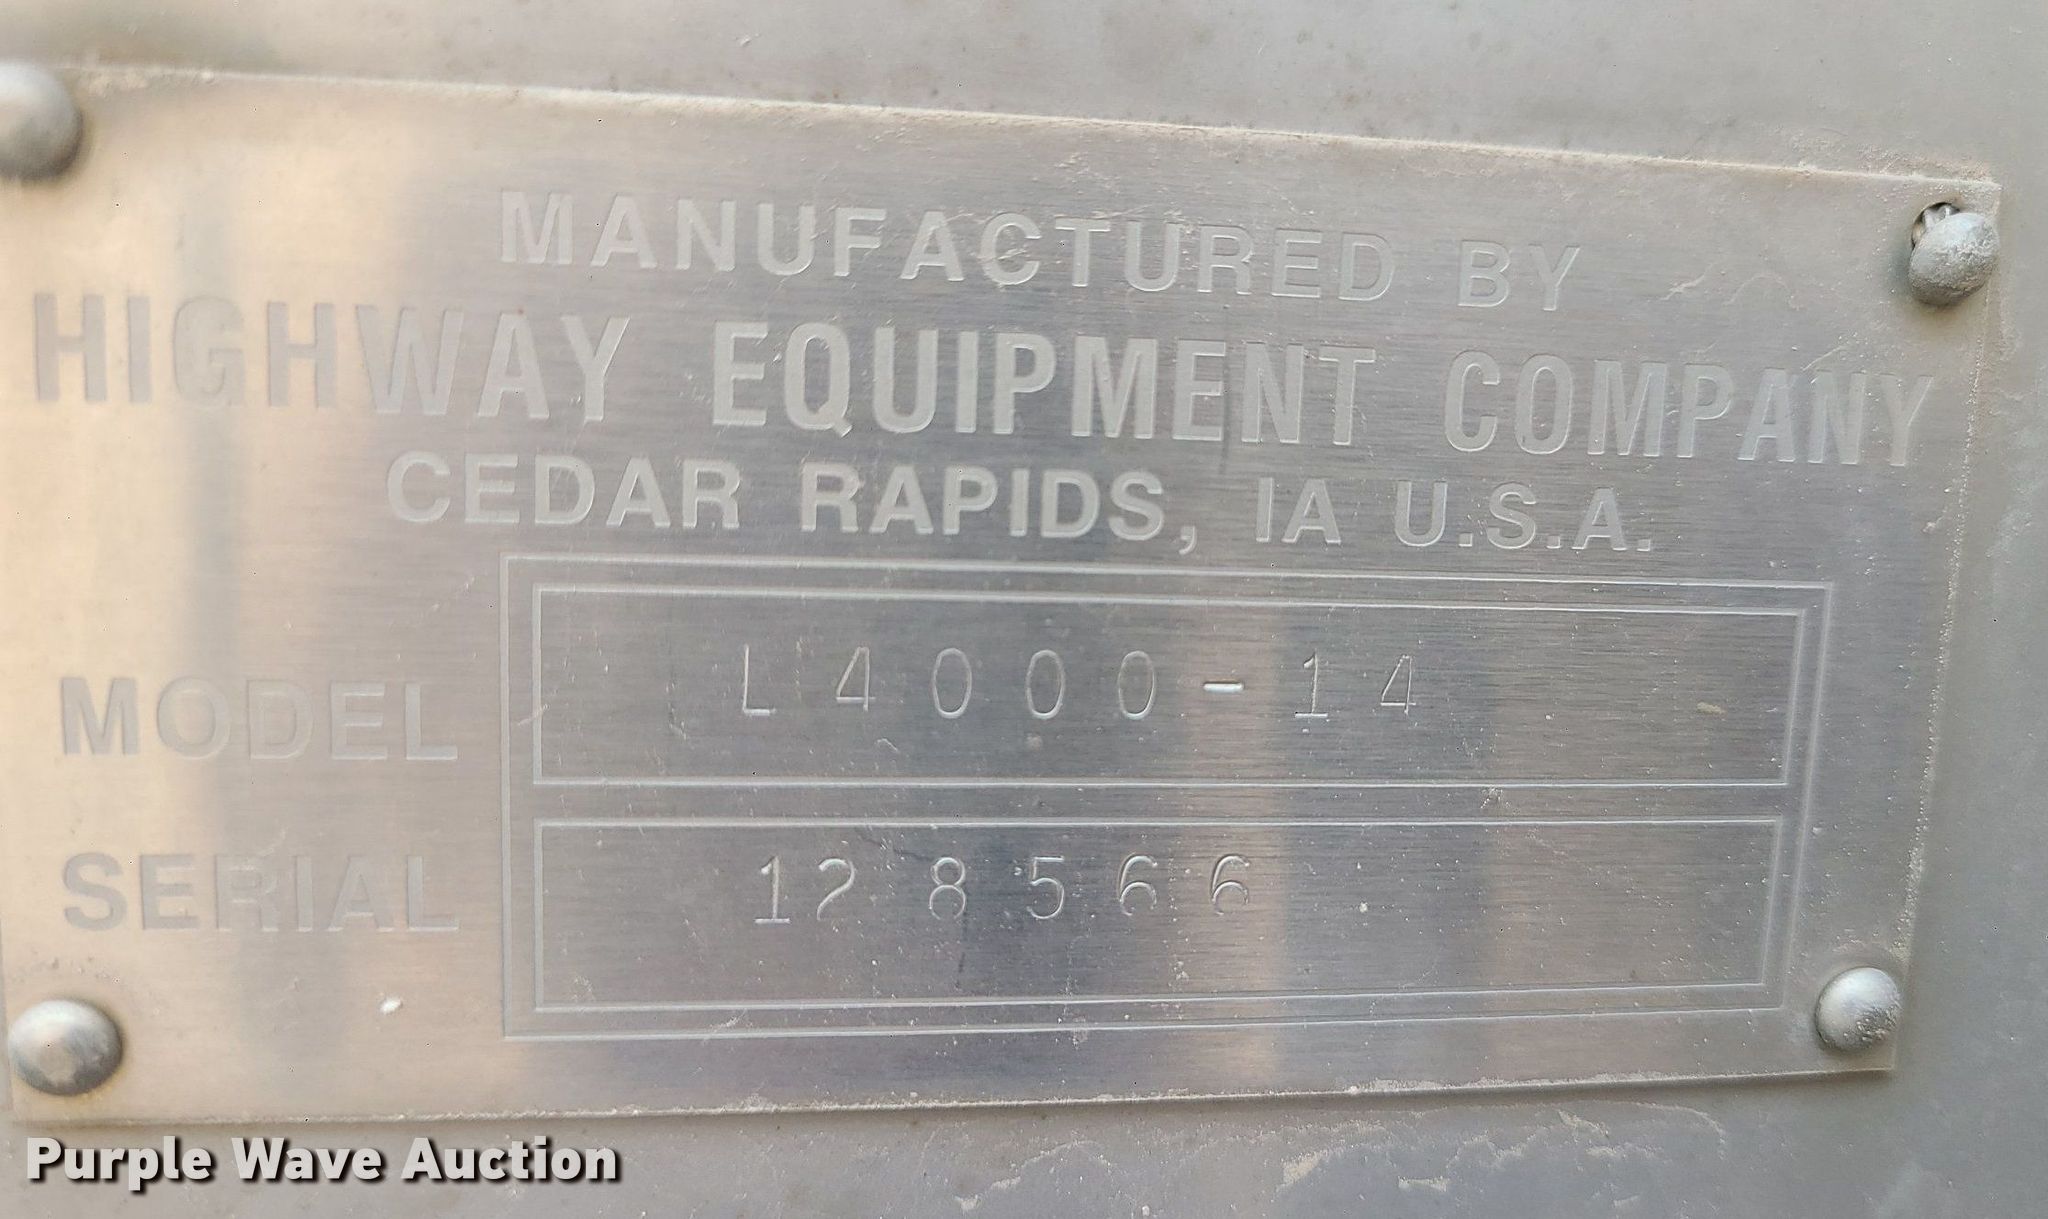 MANUFACTURED BY
HIGHWAY EQUIPMENT COMPANY
CEDAR RAPIDS, IA U.S.A.
MODEL L4000-14
SERIAL 128566
Purple Wave Auction